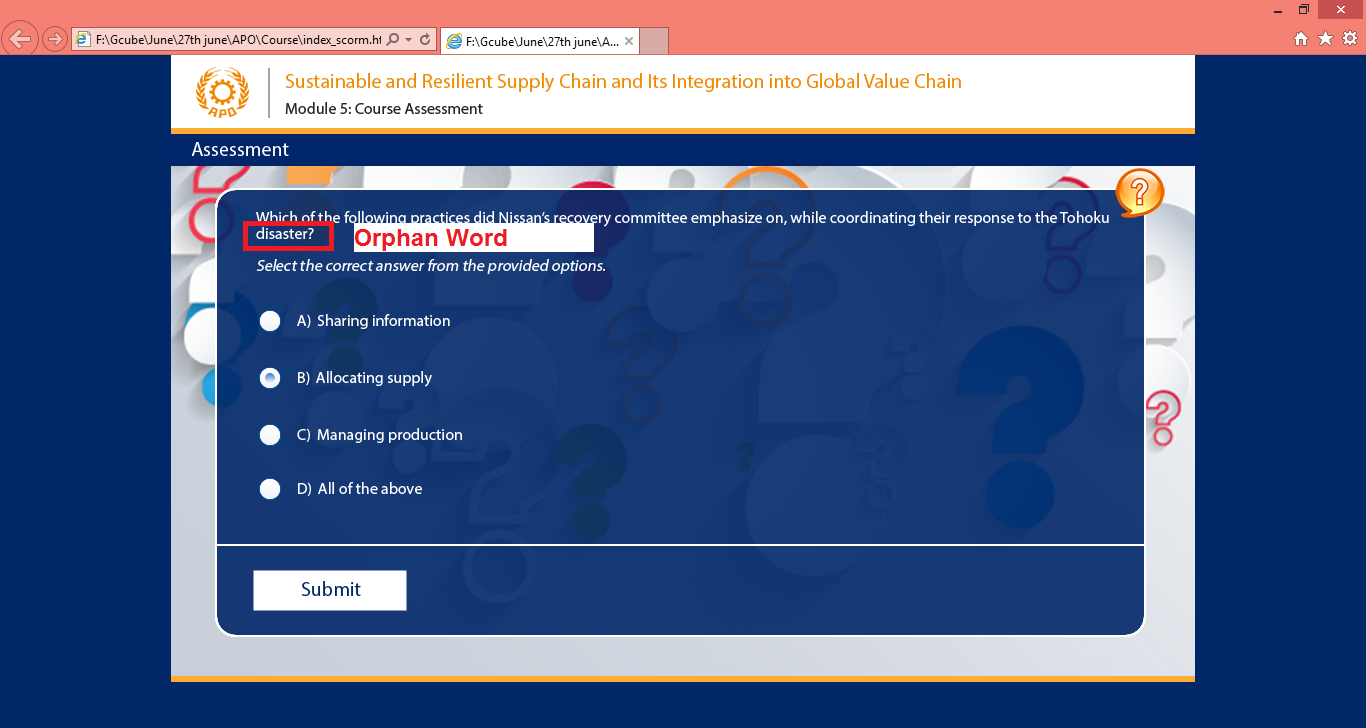 F:\Gcube\June\27th june\APO\Course\index_scorm.ht
F:\Gcube\June\27th june\A...
APO
Sustainable and Resilient Supply Chain and Its Integration into Global Value Chain
Module 5: Course Assessment
Assessment
Which of the following practices did Nissan's recovery committee emphasize on, while coordinating their response to the Tohoku
disaster?
Orphan Word
Select the correct answer from the provided options.
A) Sharing information
B) Allocating supply
C) Managing production
D) All of the above
Submit